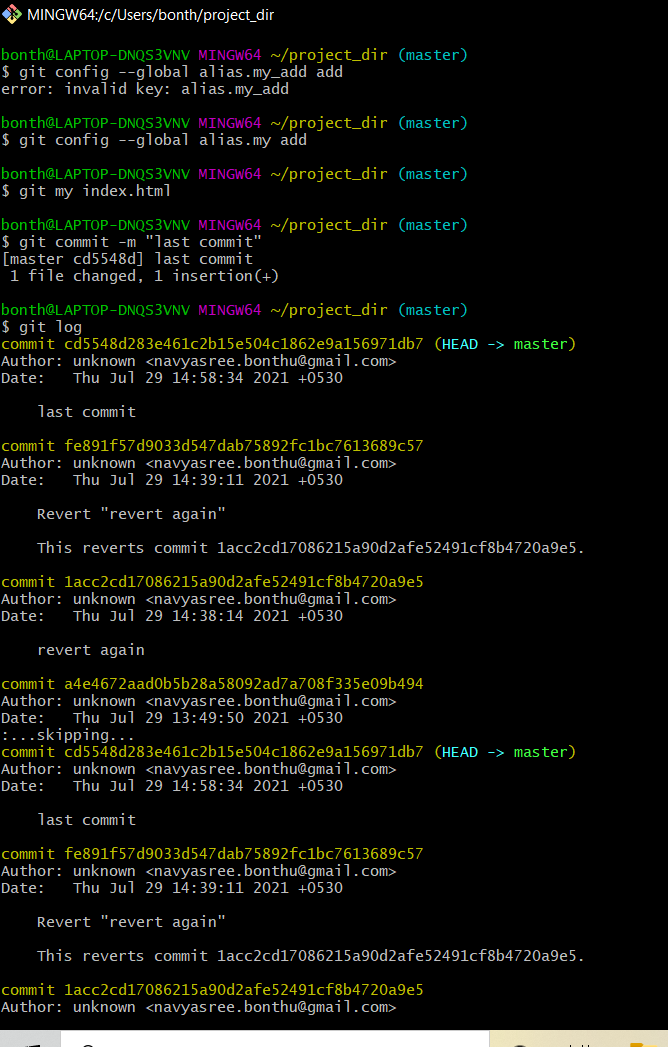 MINGW64:/c/Users/bonth/project_dir
bonth@LAPTOP-DNQS3VNV MINGW64 ~/project_dir (master)
$ git config --global alias.my_add add
error: invalid key: alias.my_add
bonth@LAPTOP-DNQS3VNV MINGW64 ~/project_dir (master)
$ git config --global alias.my add
bonth@LAPTOP-DNQS3VNV MINGW64 ~/project_dir (master)
$ git my index.html
bonth@LAPTOP-DNQS3VNV MINGW64 ~/project_dir (master)
$ git commit -m "last commit"
[master cd5548d] last commit
 1 file changed, 1 insertion(+)
bonth@LAPTOP-DNQS3VNV MINGW64 ~/project_dir (master)
$ git log
commit cd5548d283e461c2b15e504c1862e9a156971db7 (HEAD -> master)
Author: unknown <navyasree.bonthu@gmail.com>
Date:   Thu Jul 29 14:58:34 2021 +0530
    last commit
commit fe891f57d9033d547dab75892fc1bc7613689c57
Author: unknown <navyasree.bonthu@gmail.com>
Date:   Thu Jul 29 14:39:11 2021 +0530
    Revert "revert again"
    This reverts commit 1acc2cd17086215a90d2afe52491cf8b4720a9e5.
commit 1acc2cd17086215a90d2afe52491cf8b4720a9e5
Author: unknown <navyasree.bonthu@gmail.com>
Date:   Thu Jul 29 14:38:14 2021 +0530
    revert again
commit a4e4672aad0b5b28a58092ad7a708f335e09b494
Author: unknown <navyasree.bonthu@gmail.com>
Date:   Thu Jul 29 13:49:50 2021 +0530
:...skipping...
commit cd5548d283e461c2b15e504c1862e9a156971db7 (HEAD -> master)
Author: unknown <navyasree.bonthu@gmail.com>
Date:   Thu Jul 29 14:58:34 2021 +0530
    last commit
commit fe891f57d9033d547dab75892fc1bc7613689c57
Author: unknown <navyasree.bonthu@gmail.com>
Date:   Thu Jul 29 14:39:11 2021 +0530
    Revert "revert again"
    This reverts commit 1acc2cd17086215a90d2afe52491cf8b4720a9e5.
commit 1acc2cd17086215a90d2afe52491cf8b4720a9e5
Author: unknown <navyasree.bonthu@gmail.com>